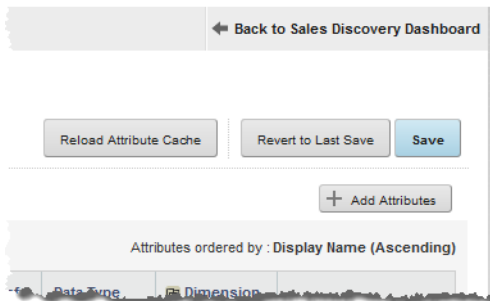 Back to Sales Discovery Dashboard
Reload Attribute Cache Revert to Last Save Save
Add Attributes
Attributes ordered by : Display Name (Ascending)
Data Type Dimension